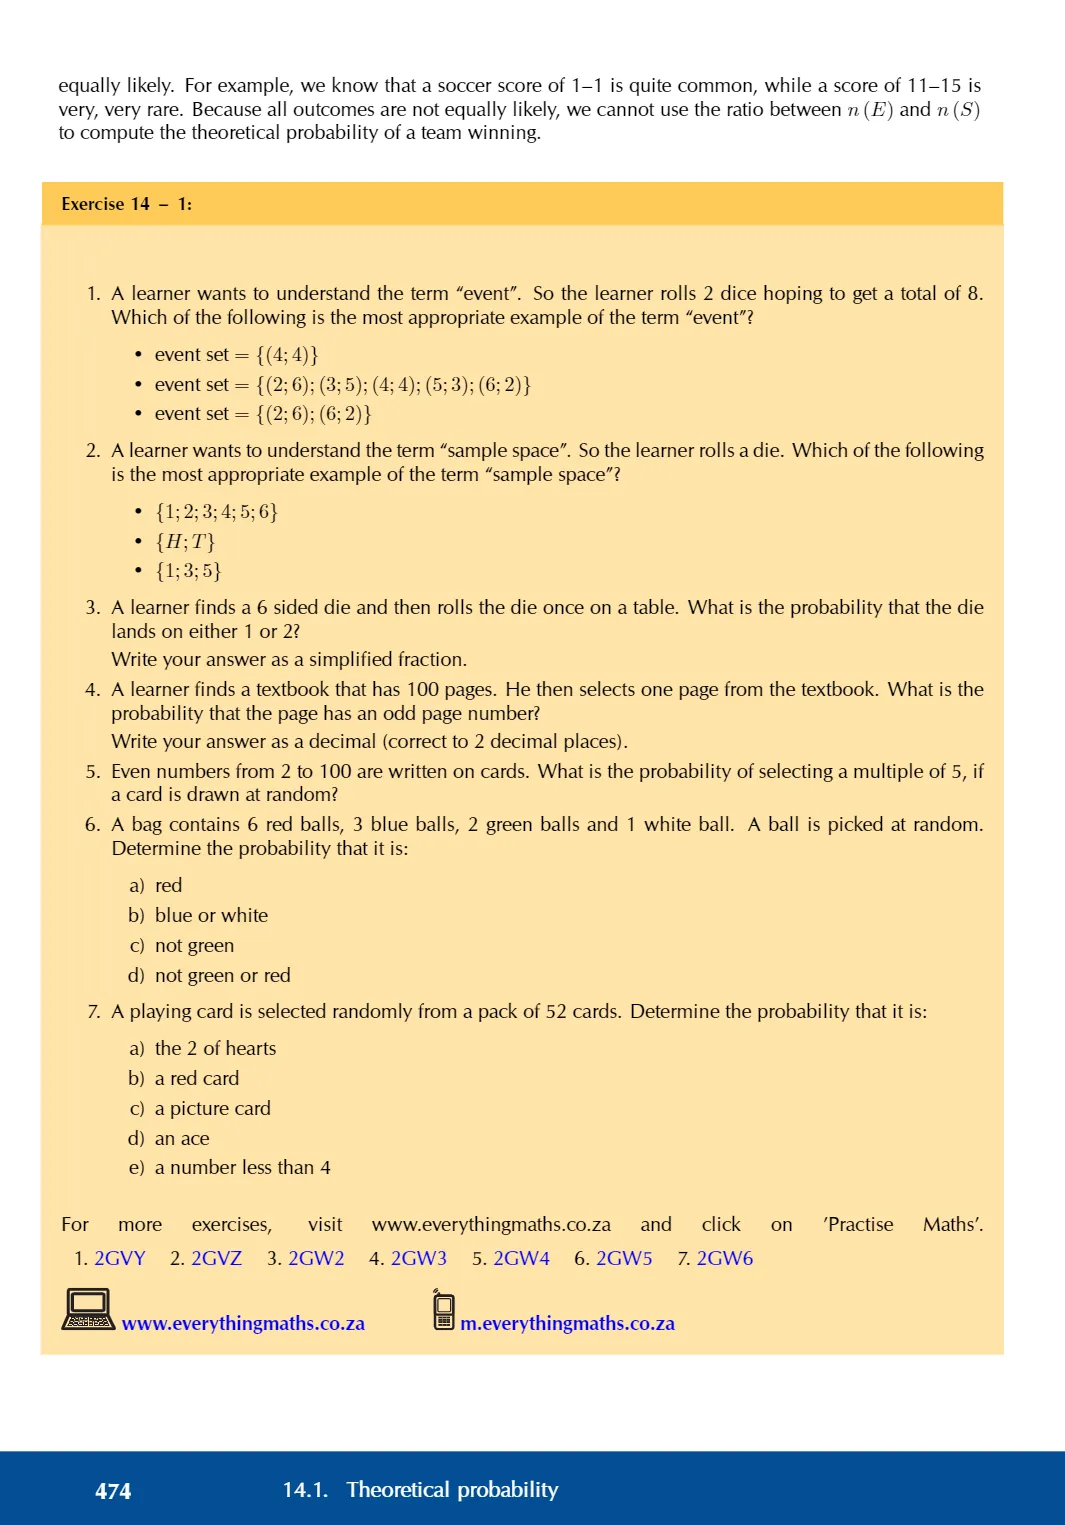 equally likely. For example, we know that a soccer score of 1–1 is quite common, while a score of 11–15 is
very, very rare. Because all outcomes are not equally likely, we cannot use the ratio between n (E) and n (S)
to compute the theoretical probability of a team winning.
Exercise 14 – 1:
1. A learner wants to understand the term “event”. So the learner rolls 2 dice hoping to get a total of 8.
Which of the following is the most appropriate example of the term “event”?
• event set = {(4; 4)}
• event set = {(2; 6); (3; 5); (4; 4); (5; 3); (6; 2)}
• event set = {(2; 6); (6; 2)}
2. A learner wants to understand the term “sample space”. So the learner rolls a die. Which of the following
is the most appropriate example of the term “sample space”?
• {1; 2; 3; 4; 5; 6}
• {H; T}
• {1; 3; 5}
3. A learner finds a 6 sided die and then rolls the die once on a table. What is the probability that the die
lands on either 1 or 2?
Write your answer as a simplified fraction.
4. A learner finds a textbook that has 100 pages. He then selects one page from the textbook. What is the
probability that the page has an odd page number?
Write your answer as a decimal (correct to 2 decimal places).
5. Even numbers from 2 to 100 are written on cards. What is the probability of selecting a multiple of 5, if
a card is drawn at random?
6. A bag contains 6 red balls, 3 blue balls, 2 green balls and 1 white ball. A ball is picked at random.
Determine the probability that it is:
a) red
b) blue or white
c) not green
d) not green or red
7. A playing card is selected randomly from a pack of 52 cards. Determine the probability that it is:
a) the 2 of hearts
b) a red card
c) a picture card
d) an ace
e) a number less than 4
For more exercises, visit www.everythingmaths.co.za and click on ’Practise Maths’.
1. 2GVY 2. 2GVZ 3. 2GW2 4. 2GW3 5. 2GW4 6. 2GW5 7. 2GW6
www.everythingmaths.co.za m.everythingmaths.co.za
474 14.1. Theoretical probability